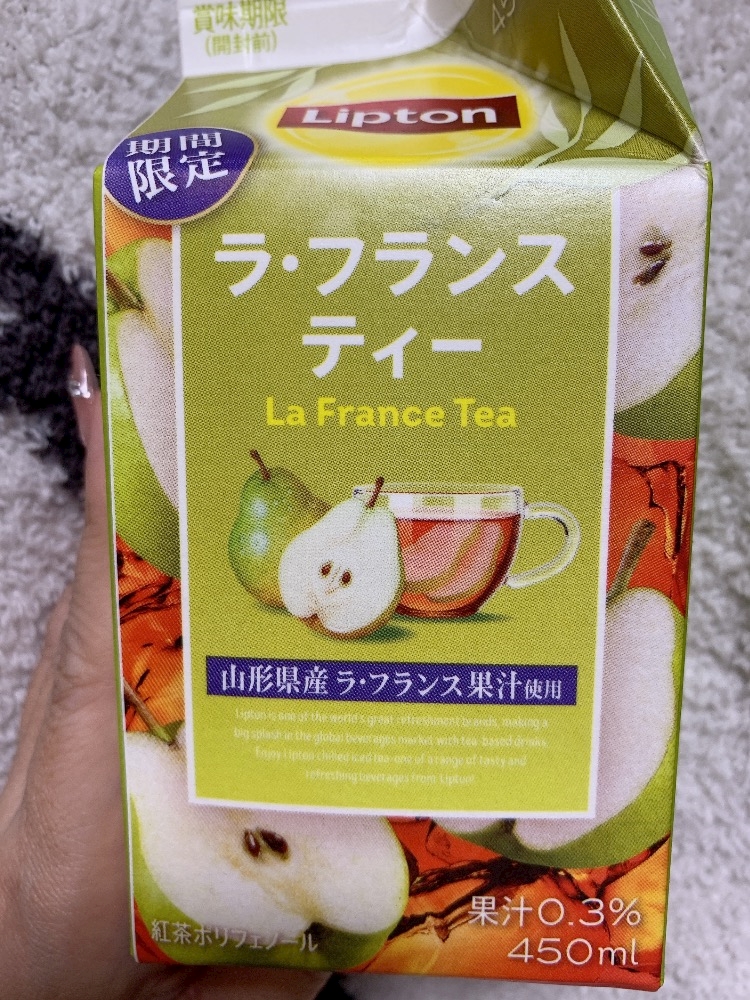 賞味期限
(開封前)
45
Lipton
期間
限定
ラ・フランス
ティー
La France Tea
山形県産 ラ・フランス果汁使用
Lipton is one of the world's great refreshment brands, making a
big splash in the global beverages market with tea-based drinks.
Enjoy Lipton chilled iced tea-one of a range of tasty and
refreshing beverages from Lipton!
果汁0.3%
450ml
紅茶ポリフェノール